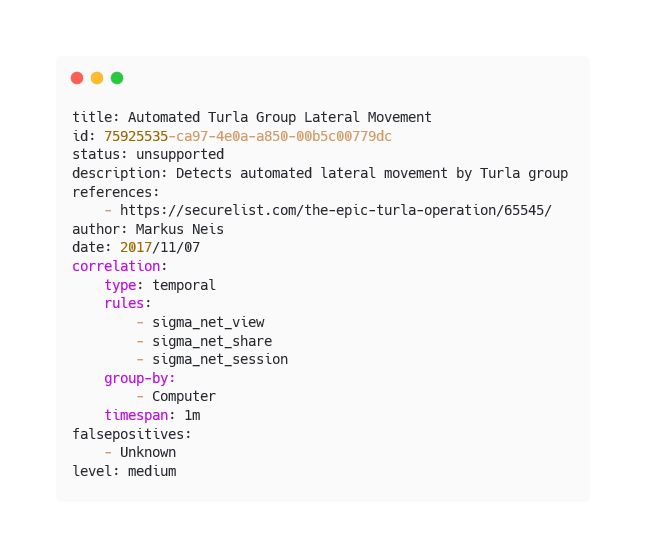 title: Automated Turla Group Lateral Movement
id: 75925535-ca97-4e0a-a850-00b5c00779dc
status: unsupported
description: Detects automated lateral movement by Turla group
references:
    - https://securelist.com/the-epic-turla-operation/65545/
author: Markus Neis
date: 2017/11/07
correlation:
    type: temporal
    rules:
        - sigma_net_view
        - sigma_net_share
        - sigma_net_session
    group-by:
        - Computer
    timespan: 1m
falsepositives:
    - Unknown
level: medium